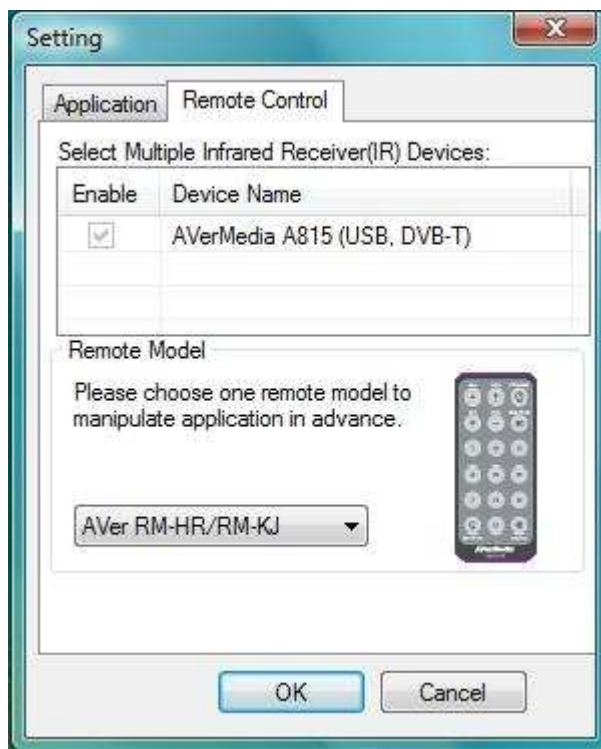 Setting
Application Remote Control
Select Multiple Infrared Receiver(IR) Devices:
Enable Device Name
AVerMedia A815 (USB, DVB-T)
Remote Model
Please choose one remote model to
manipulate application in advance.
AVer RM-HR/RM-KJ
AVerMedia
OK Cancel